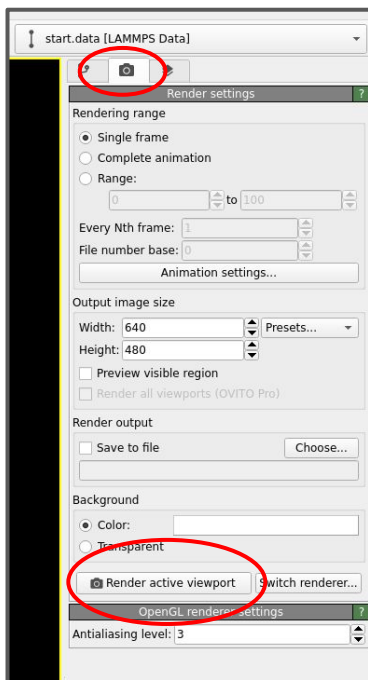 start.data [LAMMPS Data]
Render settings ?
Rendering range
Single frame
Complete animation
Range:
0 to 100
Every Nth frame: 1
File number base: 0
Animation settings...
Output image size
Width: 640 Presets...
Height: 480
Preview visible region
Render all viewports (OVITO Pro)
Render output
Save to file Choose...
Background
Color:
Transparent
Render active viewport Switch renderer...
OpenGL renderer settings ?
Antialiasing level: 3